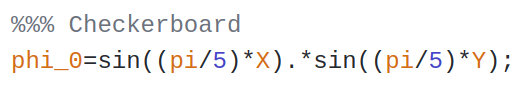 %%% Checkerboard
phi_0=sin((pi/5)*X).*sin((pi/5)*Y);